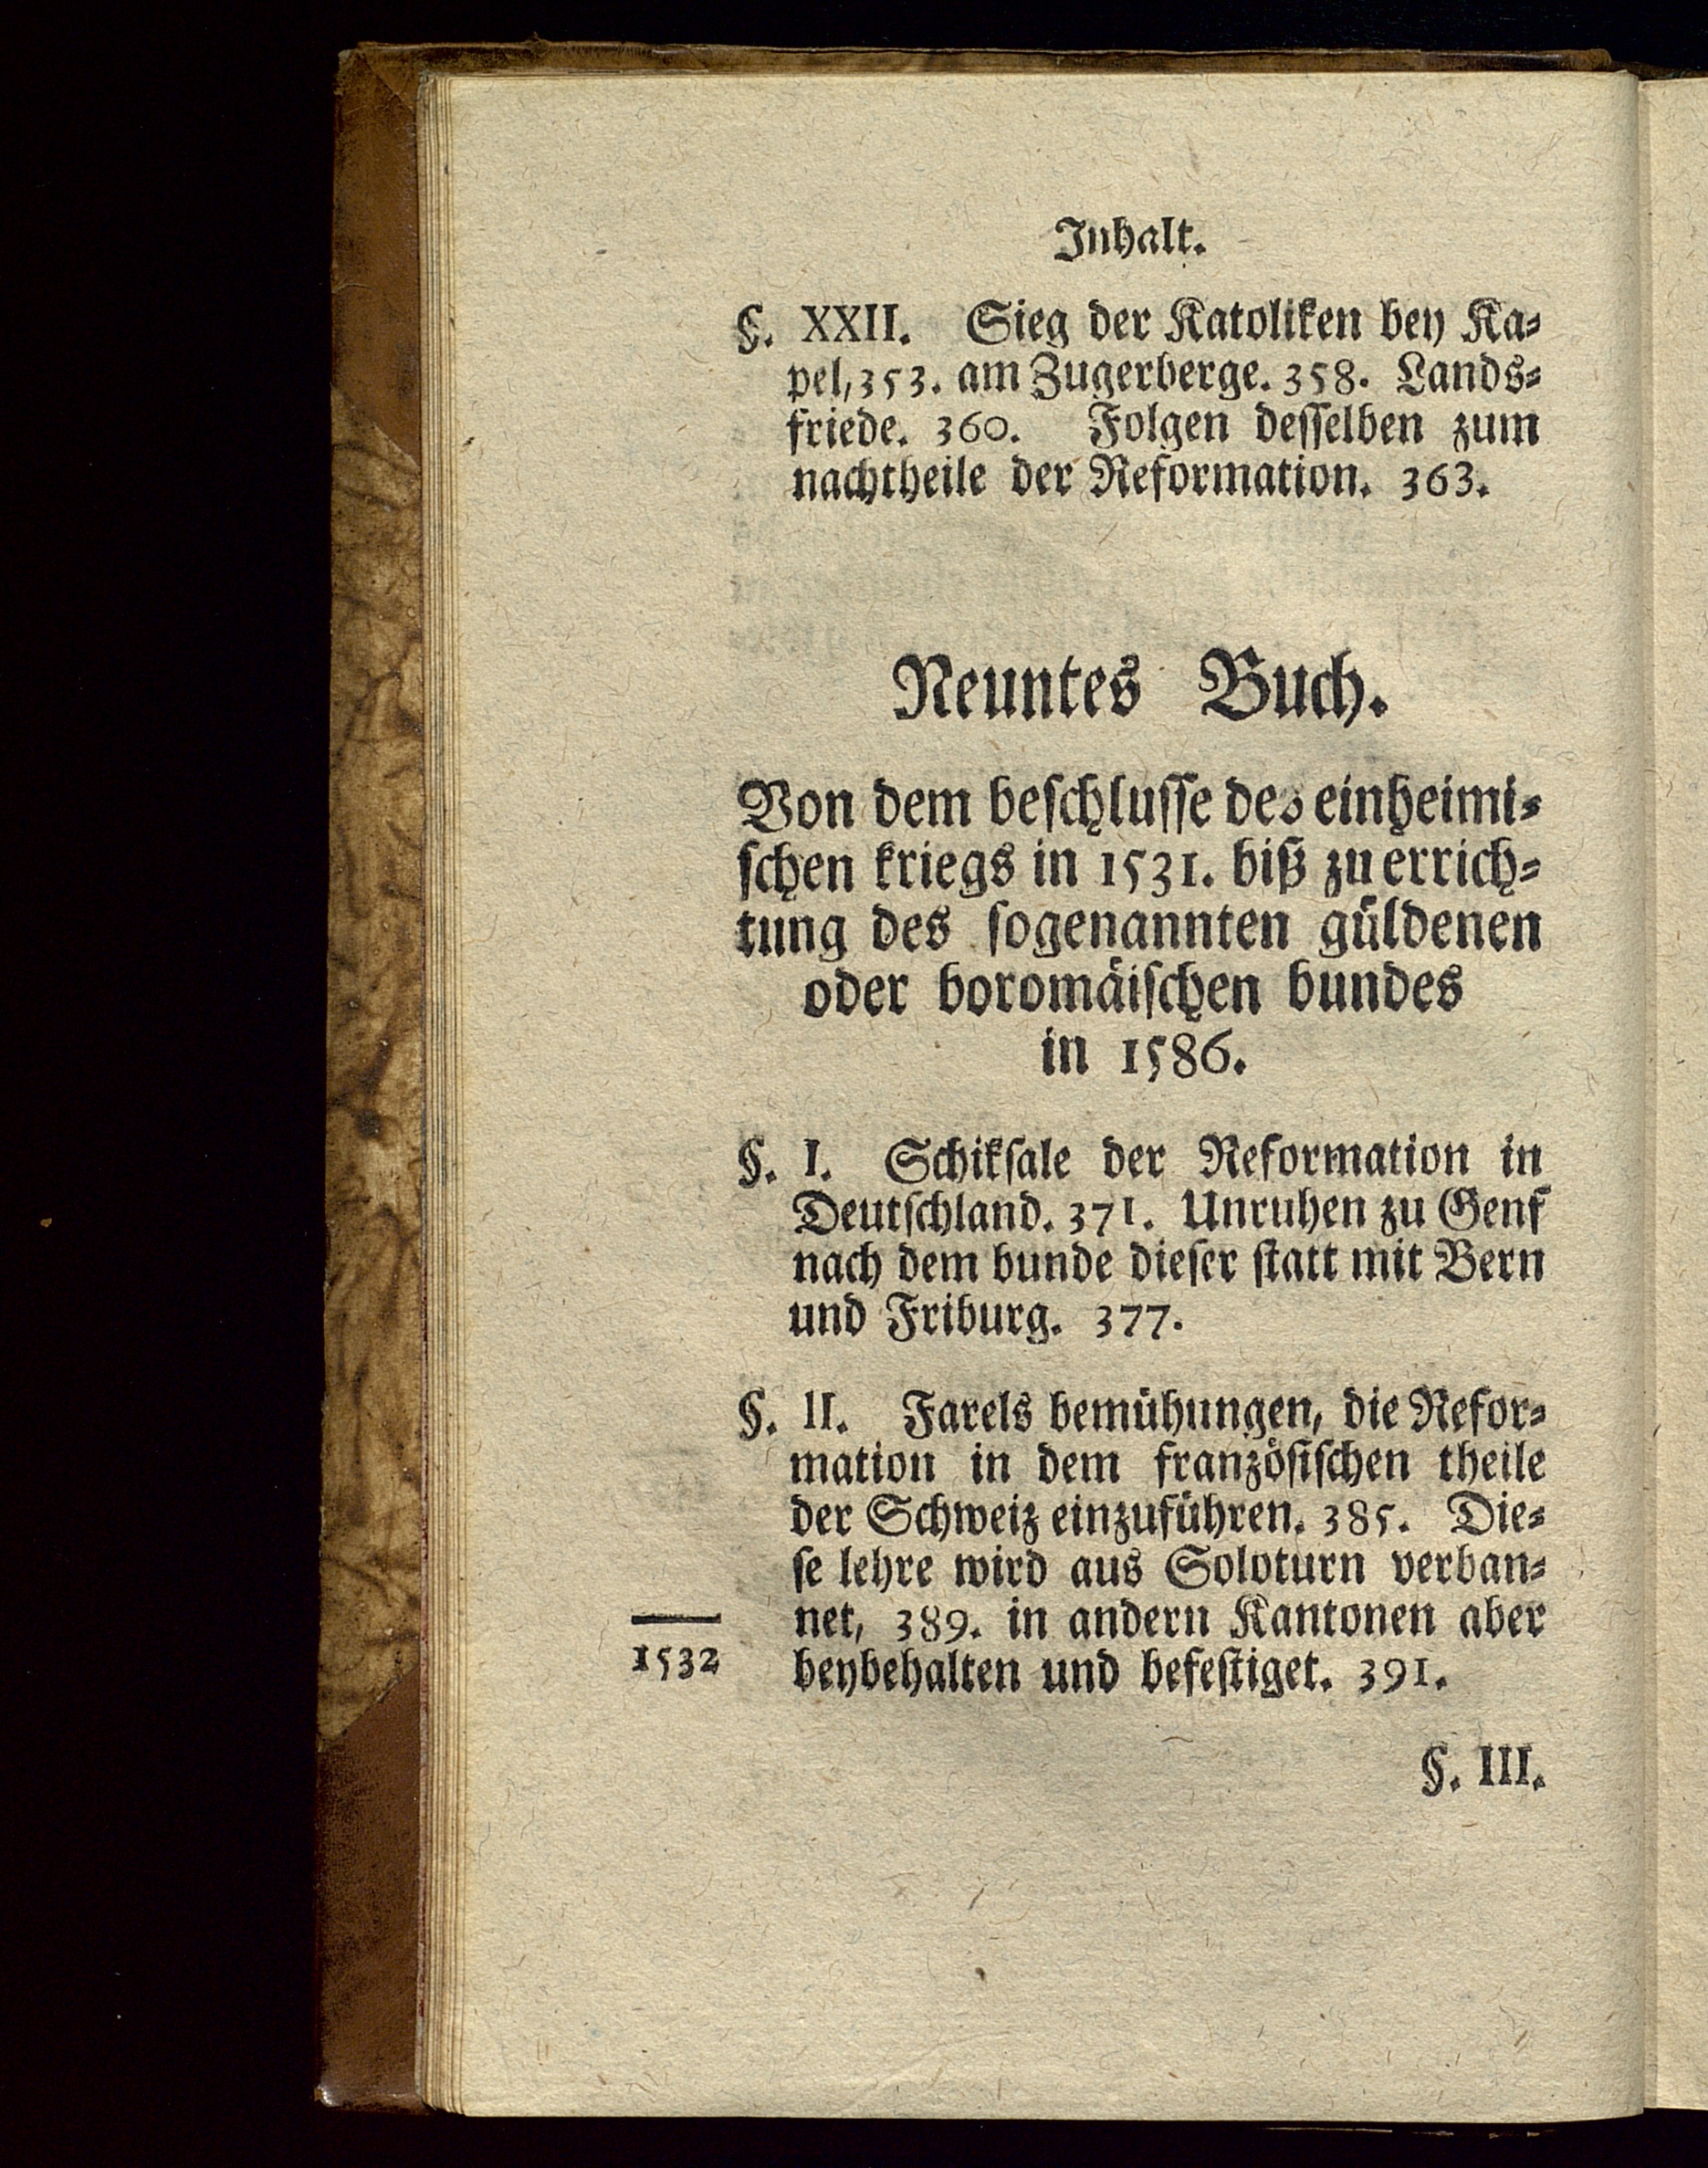 Inhalt.
§. XXII. Sieg der Katoliken bey Ka⸗
pel, 353. am Zugerberge. 358. Lands⸗
friede. 360. Folgen deſſelben zum
nachtheile der Reformation. 363.
Neuntes Buch.
Von dem beſchluſſe des einheimi⸗
ſchen kriegs in 1531. biß zu errich⸗
tung des ſogenannten güldenen
oder boromäiſchen bundes
in 1586.
§. I. Schikſale der Reformation in
Deutſchland. 371. Unruhen zu Genf
nach dem bunde dieſer ſtatt mit Bern
und Friburg. 377.
§. II. Farels bemühungen, die Refor⸗
mation in dem franzöſiſchen theile
der Schweiz einzuführen. 385. Die⸗
ſe lehre wird aus Soloturn verban⸗
net, 389. in andern Kantonen aber
1532 beybehalten und befeſtiget. 391.
§. III.